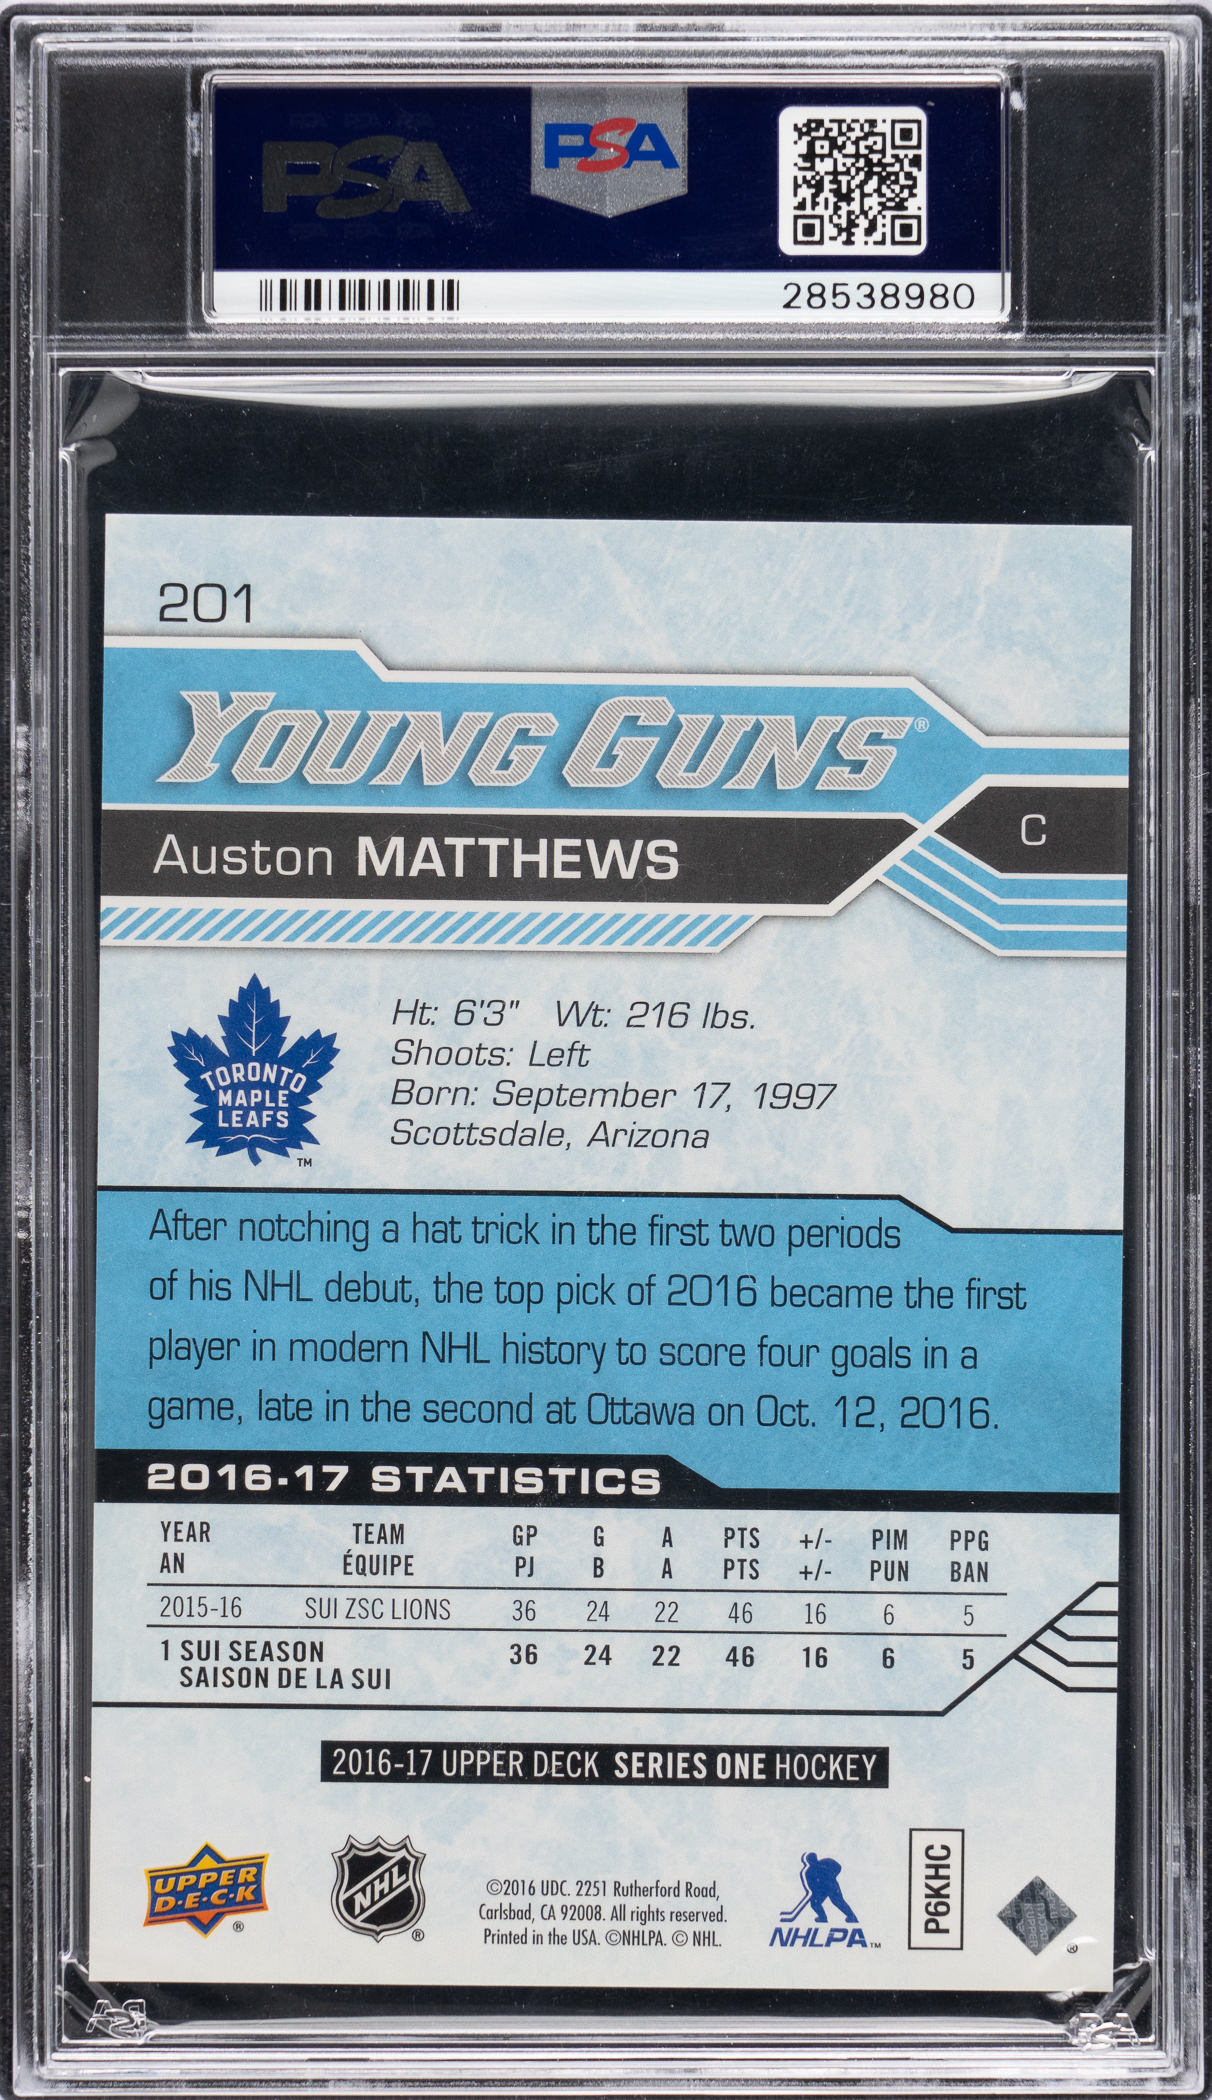 PSA
PSA
28538980
201
YOUNG GUNS®
C
Auston MATTHEWS
TORONTO
MAPLE
LEAFS
TM
Ht: 6'3" Wt: 216 lbs.
Shoots: Left
Born: September 17, 1997
Scottsdale, Arizona
After notching a hat trick in the first two periods
of his NHL debut, the top pick of 2016 became the first
player in modern NHL history to score four goals in a
game, late in the second at Ottawa on Oct. 12, 2016.
2016-17 STATISTICS
YEAR TEAM GP G A PTS +/- PIM PPG
AN ÉQUIPE PJ B A PTS +/- PUN BAN
2015-16 SUI ZSC LIONS 36 24 22 46 16 6 5
1 SUI SEASON 36 24 22 46 16 6 5
SAISON DE LA SUI
2016-17 UPPER DECK SERIES ONE HOCKEY
UPPER
D·E·C·K
®
NHL
®
©2016 UDC. 2251 Rutherford Road,
Carlsbad, CA 92008. All rights reserved.
Printed in the USA. ©NHLPA. © NHL.
NHLPA™
P6KHC
®
PSA
PSA